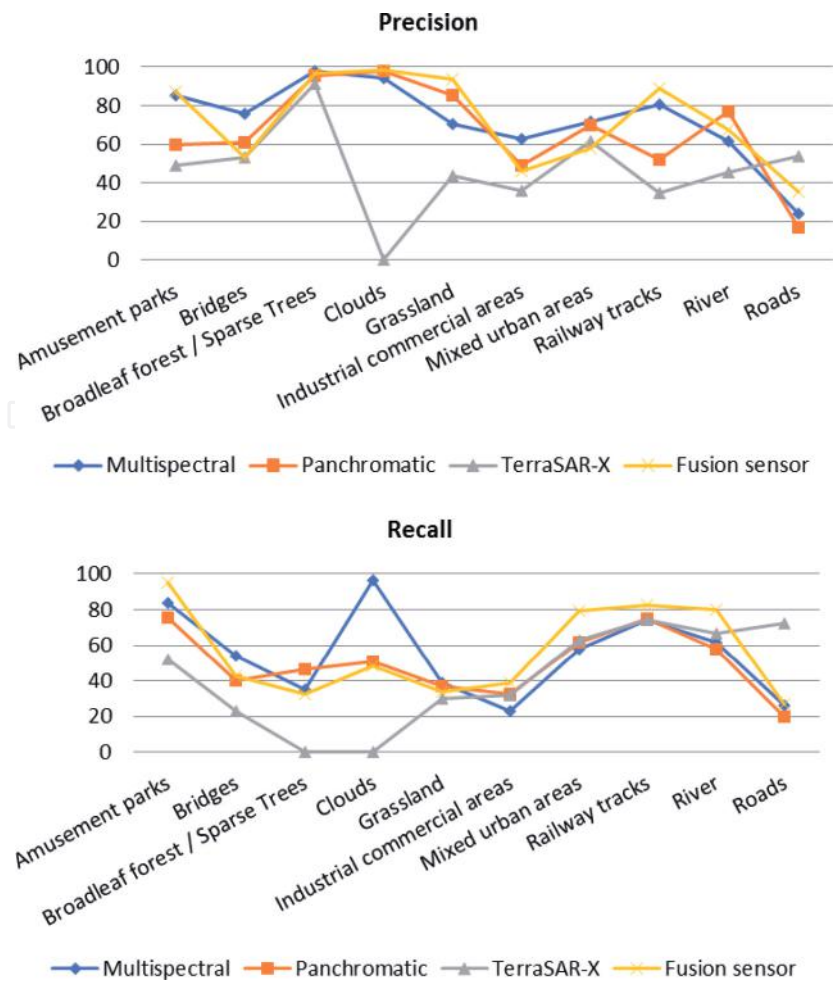 Precision
100
80
60
40
20
0
Amusement parks
Bridges
Broadleaf forest / Sparse Trees
Clouds
Grassland
Industrial commercial areas
Mixed urban areas
Railway tracks
River
Roads
Multispectral Panchromatic TerraSAR-X Fusion sensor
Recall
100
80
60
40
20
0
Amusement parks
Bridges
Broadleaf forest / Sparse Trees
Clouds
Grassland
Industrial commercial areas
Mixed urban areas
Railway tracks
River
Roads
Multispectral Panchromatic TerraSAR-X Fusion sensor